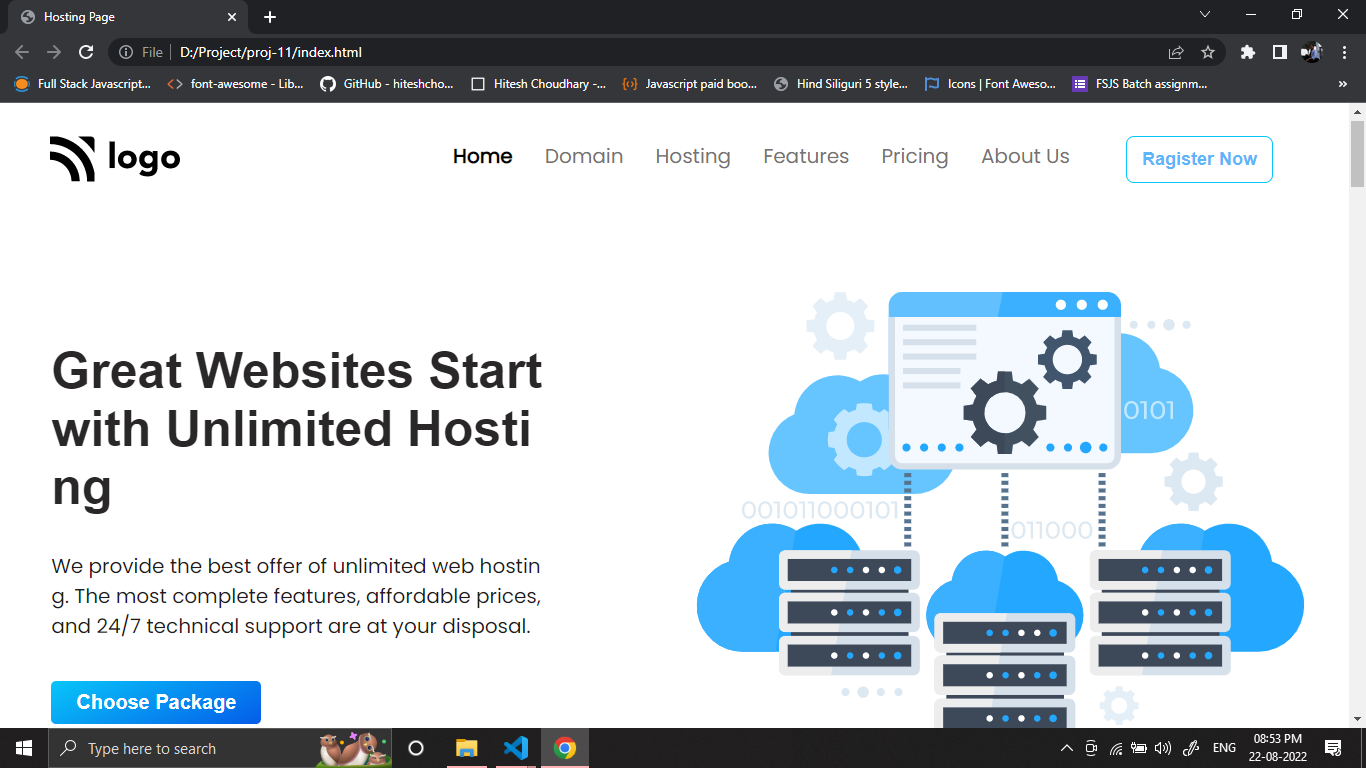 Hosting Page
File
D:/Project/proj-11/index.html
Full Stack Javascript...
font-awesome - Lib...
GitHub - hiteshcho...
Hitesh Choudhary -...
Javascript paid boo...
Hind Siliguri 5 style...
Icons | Font Aweso...
FSJS Batch assignm...
»
logo
Home
Domain
Hosting
Features
Pricing
About Us
Ragister Now
Great Websites Start
with Unlimited Hosti
ng
We provide the best offer of unlimited web hostin
g. The most complete features, affordable prices,
and 24/7 technical support are at your disposal.
Choose Package
0101
001011000101
011000
Type here to search
ENG
08:53 PM
22-08-2022